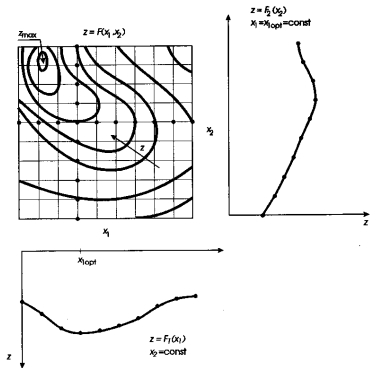 z = F(x₁,x₂)
zmax
z
x₂
x₁
z = F₂(x₂)
x₁ = x₁opt = const
z
x₁opt
z = F₁(x₁)
x₂ = const
z